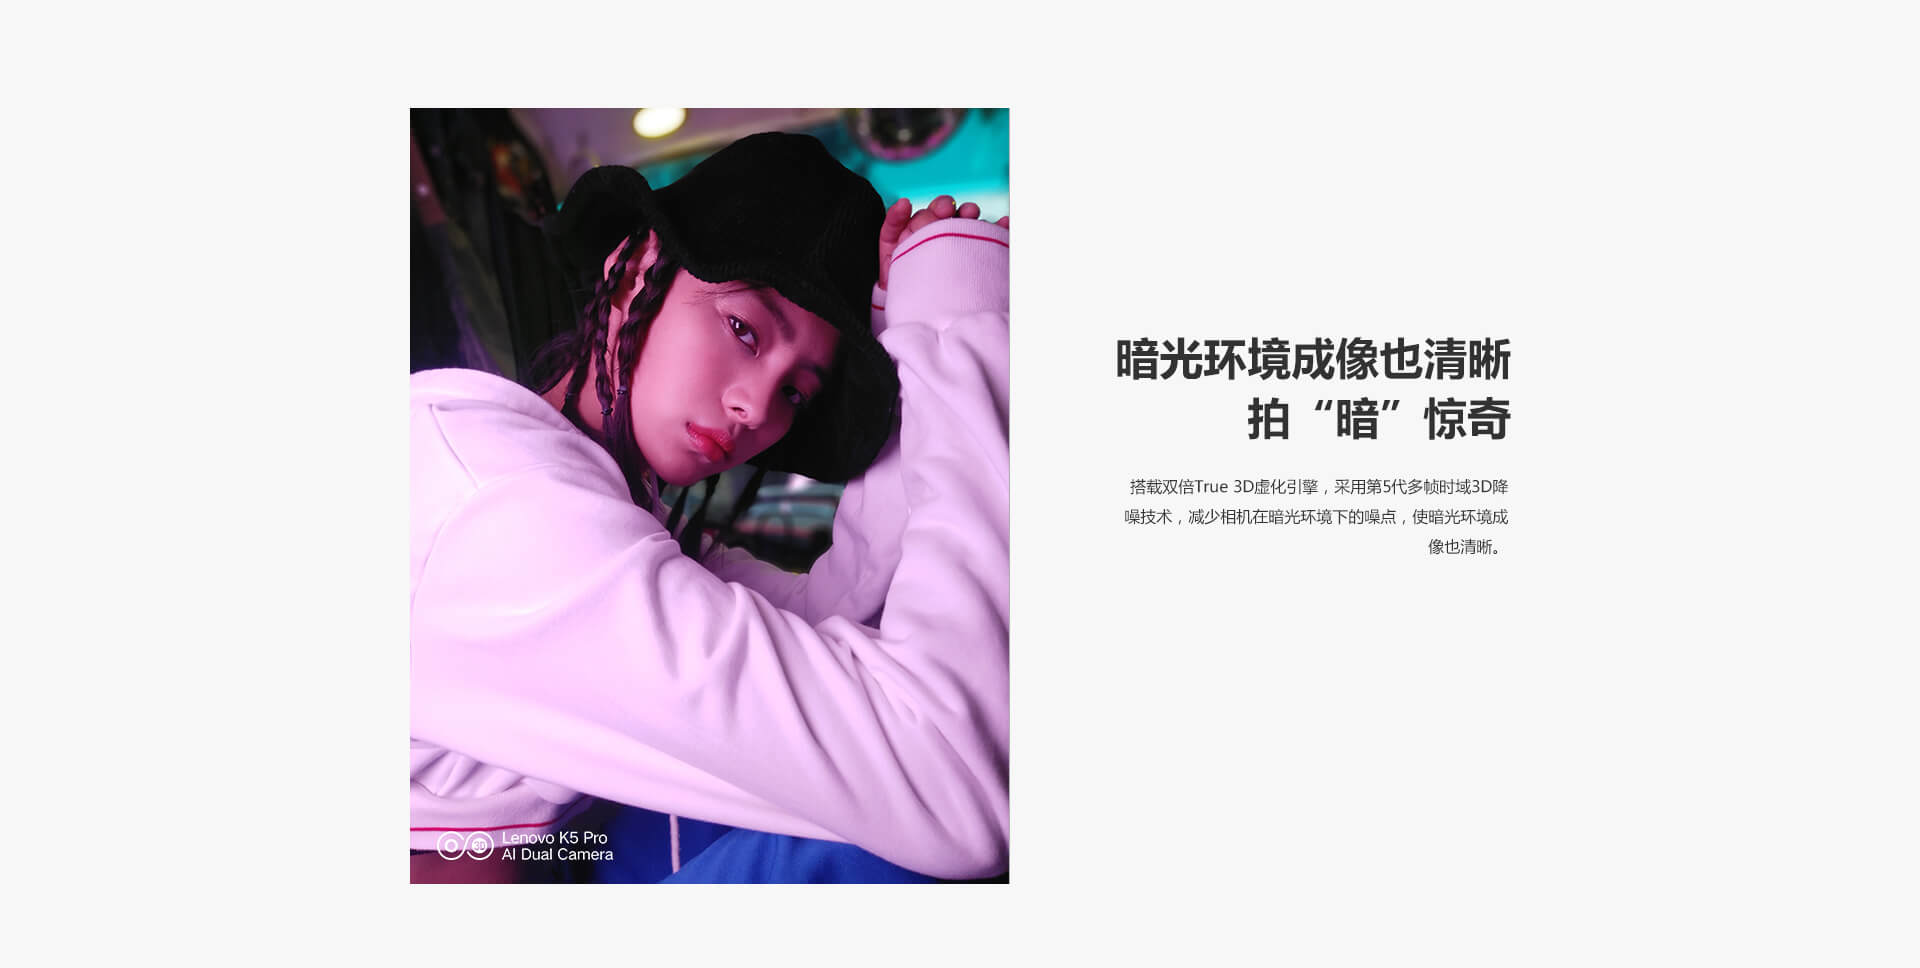 暗光环境成像也清晰
拍“暗”惊奇
搭载双倍True 3D虚化引擎，采用第5代多帧时域3D降
噪技术，减少相机在暗光环境下的噪点，使暗光环境成
像也清晰。
3D
Lenovo K5 Pro
AI Dual Camera